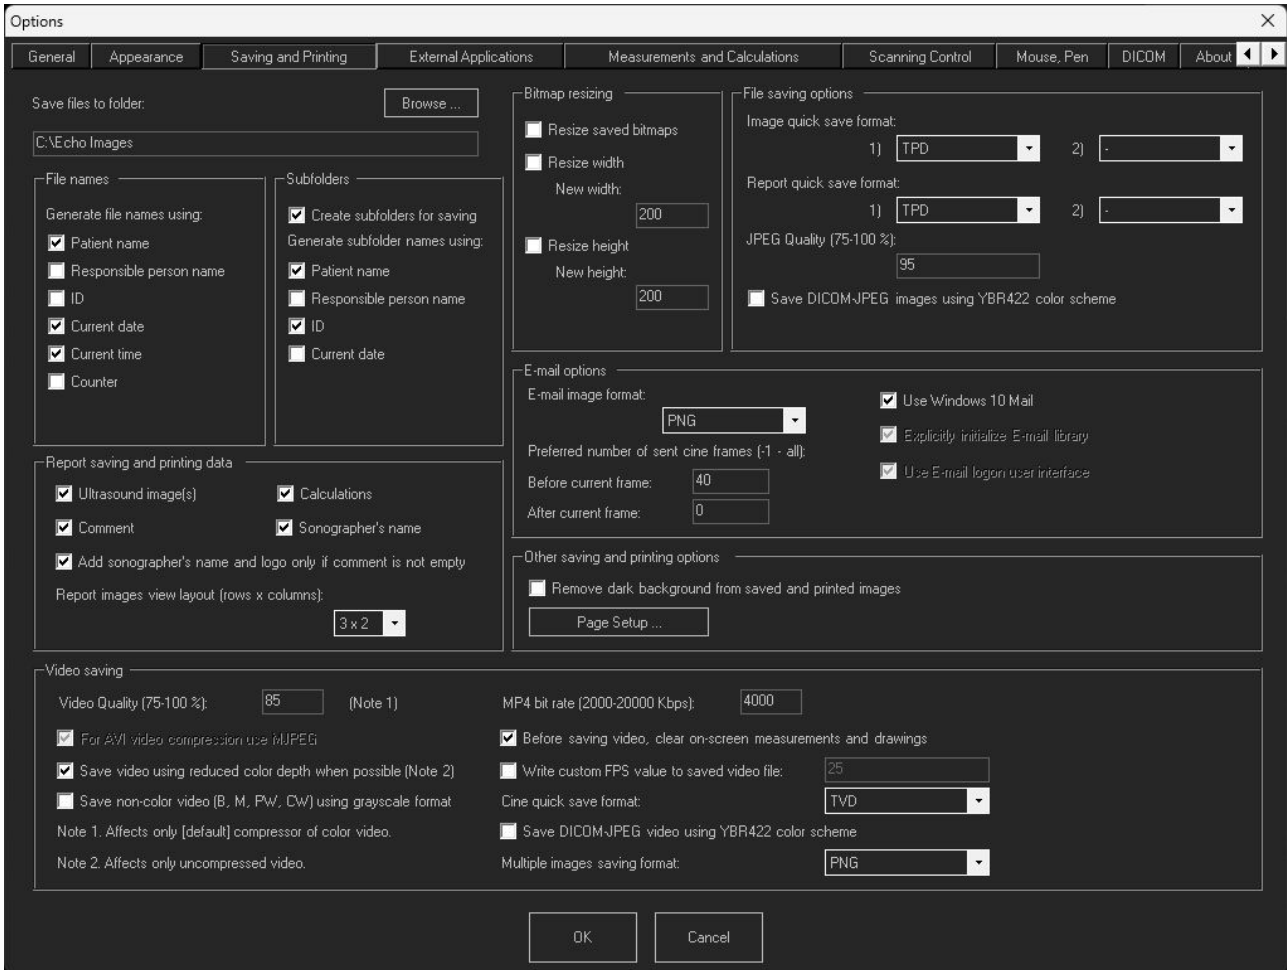 Options
General
Appearance
Saving and Printing
External Applications
Measurements and Calculations
Scanning Control
Mouse, Pen
DICOM
About
Save files to folder:
Browse ...
C:\Echo Images
File names
Generate file names using:
Patient name
Responsible person name
ID
Current date
Current time
Counter
Subfolders
Create subfolders for saving
Generate subfolder names using:
Patient name
Responsible person name
ID
Current date
Bitmap resizing
Resize saved bitmaps
Resize width
New width:
200
Resize height
New height:
200
File saving options
Image quick save format:
1) TPD 2) -
Report quick save format:
1) TPD 2) -
JPEG Quality (75-100 %):
95
Save DICOM-JPEG images using YBR422 color scheme
Report saving and printing data
Ultrasound image(s)
Calculations
Comment
Sonographer's name
Add sonographer's name and logo only if comment is not empty
Report images view layout (rows x columns):
3 x 2
E-mail options
E-mail image format:
PNG
Preferred number of sent cine frames (-1 - all):
Before current frame: 40
After current frame: 0
Use Windows 10 Mail
Explicitly initialize E-mail library
Use E-mail logon user interface
Other saving and printing options
Remove dark background from saved and printed images
Page Setup ...
Video saving
Video Quality (75-100 %): 85 (Note 1)
For AVI video compression use MJPEG
Save video using reduced color depth when possible (Note 2)
Save non-color video (B, M, PW, CW) using grayscale format
Note 1. Affects only [default] compressor of color video.
Note 2. Affects only uncompressed video.
MP4 bit rate (2000-20000 Kbps): 4000
Before saving video, clear on-screen measurements and drawings
Write custom FPS value to saved video file: 25
Cine quick save format: TVD
Save DICOM-JPEG video using YBR422 color scheme
Multiple images saving format: PNG
OK
Cancel